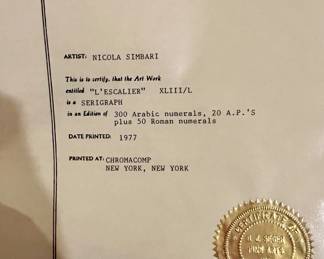 ARTIST: NICOLA SIMBARI
This is to certify, that the Art Work
entitled "L'ESCALIER" XLIII/L
is a SERIGRAPH
in an Edition of 300 Arabic numerals, 20 A.P.'S
plus 50 Roman numerals
DATE PRINTED: 1977
PRINTED AT: CHROMACOMP
NEW YORK, NEW YORK
FINE ARTS